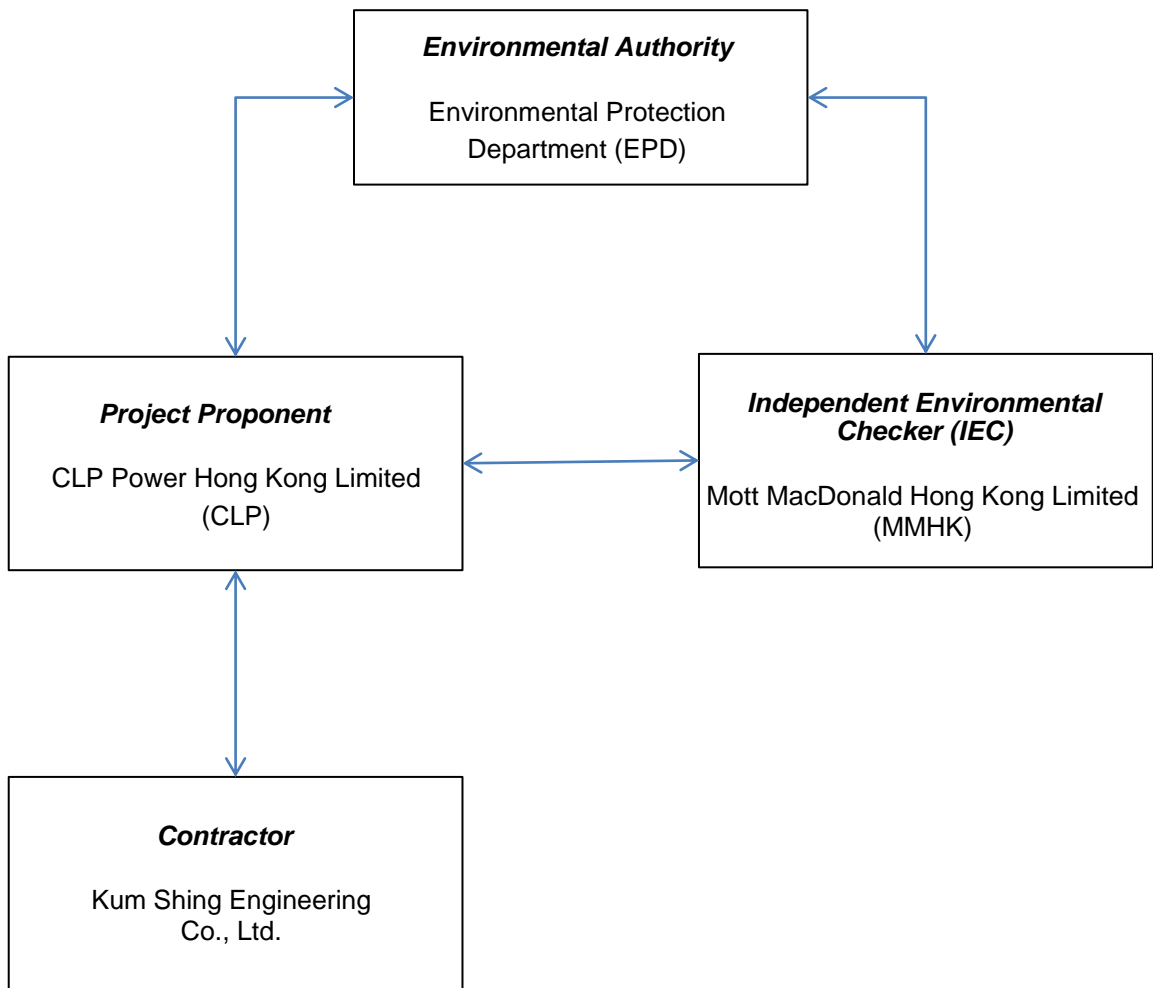 Environmental Authority
Environmental Protection
Department (EPD)
Project Proponent
CLP Power Hong Kong Limited
(CLP)
Independent Environmental
Checker (IEC)
Mott MacDonald Hong Kong Limited
(MMHK)
Contractor
Kum Shing Engineering
Co., Ltd.